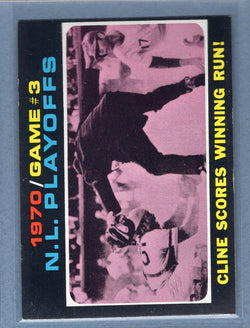 1970/GAME #3
N.L. PLAYOFFS
CLINE SCORES WINNING RUN!